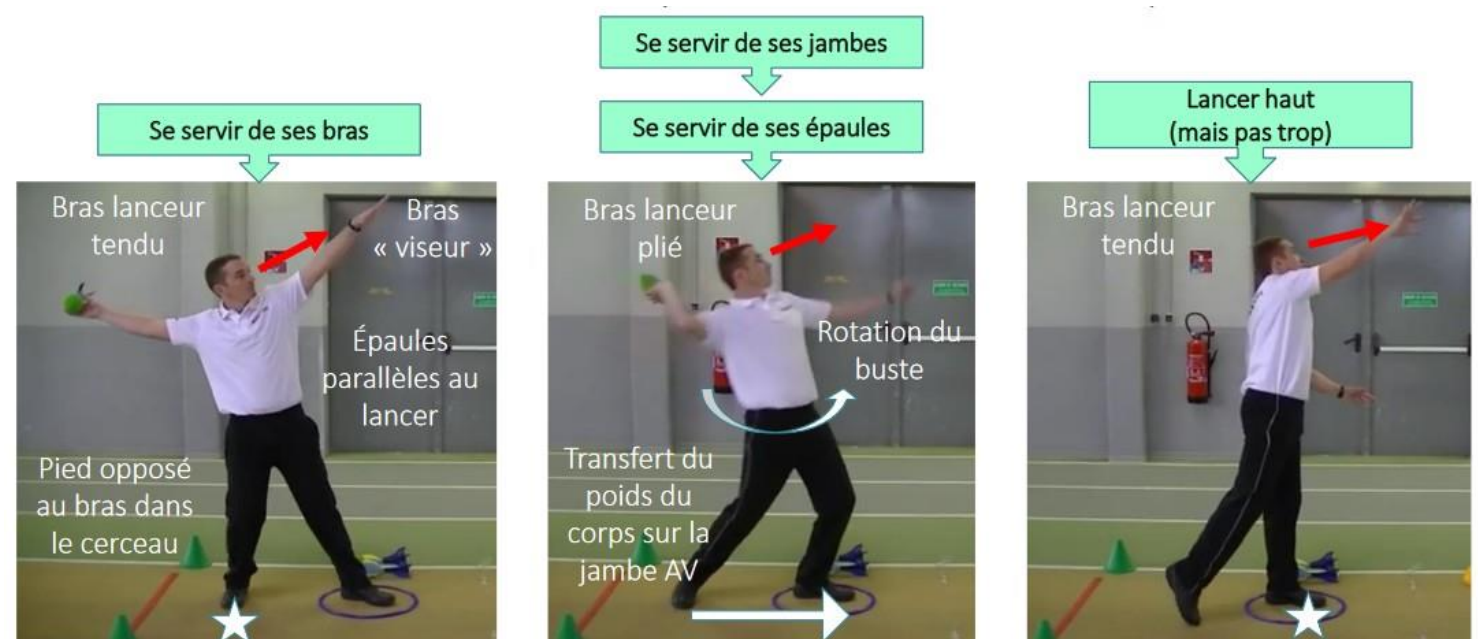 Se servir de ses jambes
Se servir de ses bras
Se servir de ses épaules
Lancer haut
(mais pas trop)
Bras lanceur
tendu
Bras
« viseur »
Épaules
parallèles au
lancer
Pied opposé
au bras dans
le cerceau
Bras lanceur
plié
Rotation du
buste
Transfert du
poids du
corps sur la
jambe AV
Bras lanceur
tendu